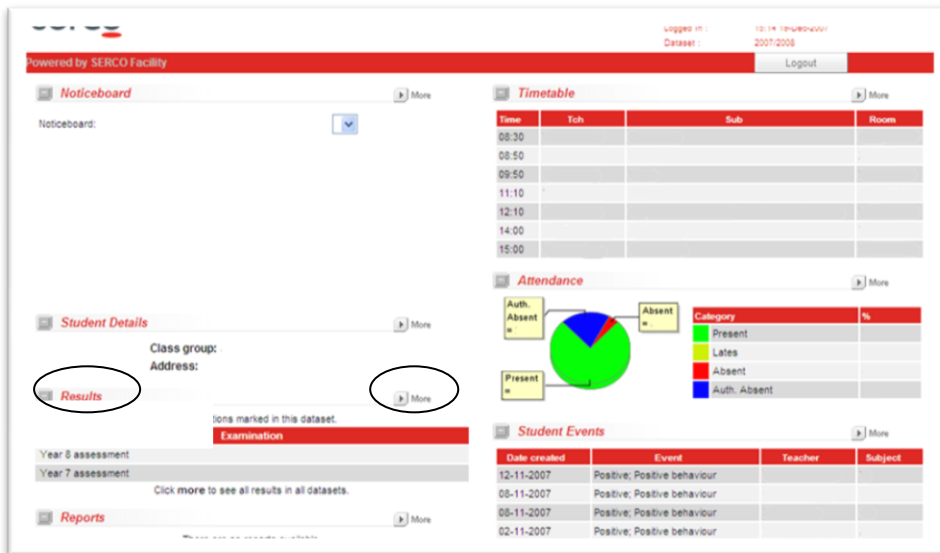 Logged In :
Dataset : 2007/2008
Powered by SERCO Facility
Logout
Noticeboard
More
Noticeboard:
Student Details
More
Class group:
Address:
Results
More
tions marked in this dataset.
Examination
Year 8 assessment
Year 7 assessment
Click more to see all results in all datasets.
Reports
More
Timetable
More
Time Tch Sub Room
08:30
08:50
09:50
11:10
12:10
14:00
15:00
Attendance
More
Auth.
Absent
=
Absent
=
Present
=
Category %
Present
Lates
Absent
Auth. Absent
Student Events
More
Date created Event Teacher Subject
12-11-2007 Positive; Positive behaviour
08-11-2007 Positive; Positive behaviour
08-11-2007 Positive; Positive behaviour
02-11-2007 Positive; Positive behaviour